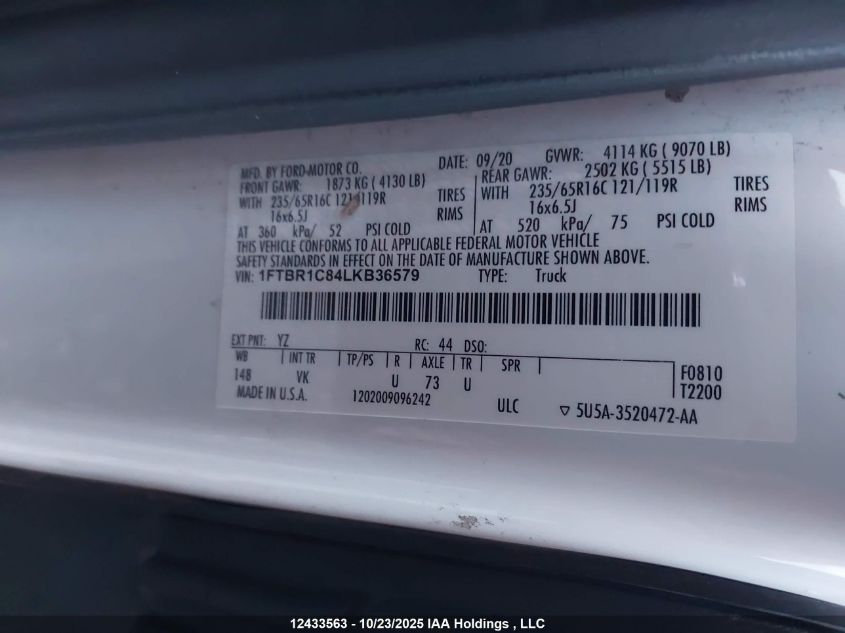 MFD. BY FORD-MOTOR CO. DATE: 09/20 GVWR: 4114 KG ( 9070 LB)
FRONT GAWR: 1873 KG ( 4130 LB) REAR GAWR: 2502 KG ( 5515 LB)
WITH 235/65R16C 121/119R TIRES WITH 235/65R16C 121/119R TIRES
16x6.5J RIMS 16x6.5J RIMS
AT 360 kPa/ 52 PSI COLD AT 520 kPa/ 75 PSI COLD
THIS VEHICLE CONFORMS TO ALL APPLICABLE FEDERAL MOTOR VEHICLE
SAFETY STANDARDS IN EFFECT ON THE DATE OF MANUFACTURE SHOWN ABOVE.
VIN: 1FTBR1C84LKB36579 TYPE: Truck
EXT PNT: YZ RC: 44 DSO:
WB INT TR TP/PS R AXLE TR SPR F0810
148 VK U 73 U T2200
MADE IN U.S.A. 1202009096242 ULC ▽ 5U5A-3520472-AA
12433563 - 10/23/2025 IAA Holdings , LLC